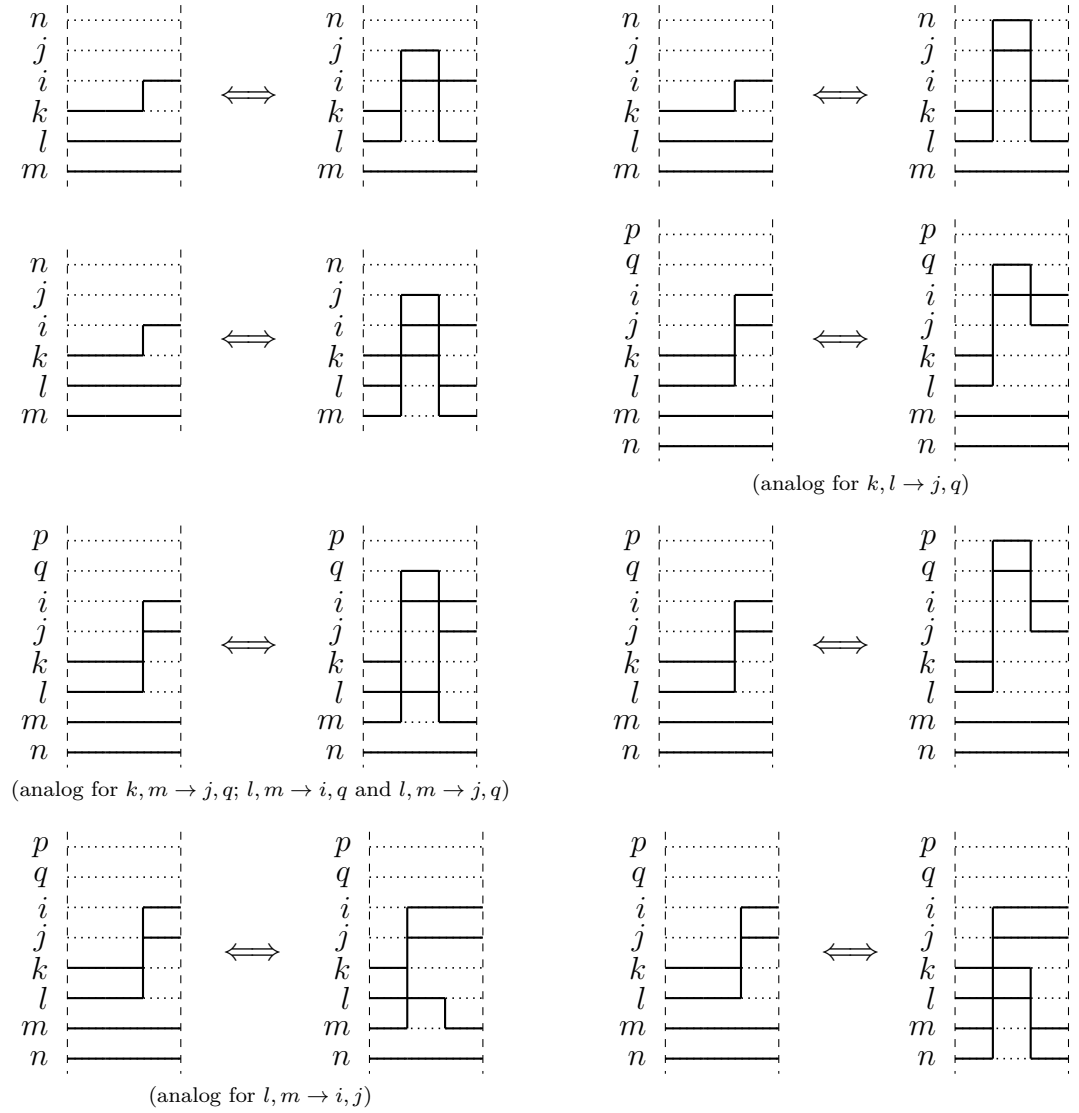 n n n n
j j j j
i ⟺ i i ⟺ i
k k k k
l l l l
m m m m
p p
n n q q
j j i i
i ⟺ i j ⟺ j
k k k k
l l l l
m m m m
n n
(analog for k, l → j, q)
p p p p
q q q q
i i i i
j ⟺ j j ⟺ j
k k k k
l l l l
m m m m
n n n n
(analog for k, m → j, q; l, m → i, q and l, m → j, q)
p p p p
q q q q
i i i i
j ⟺ j j ⟺ j
k k k k
l l l l
m m m m
n n n n
(analog for l, m → i, j)